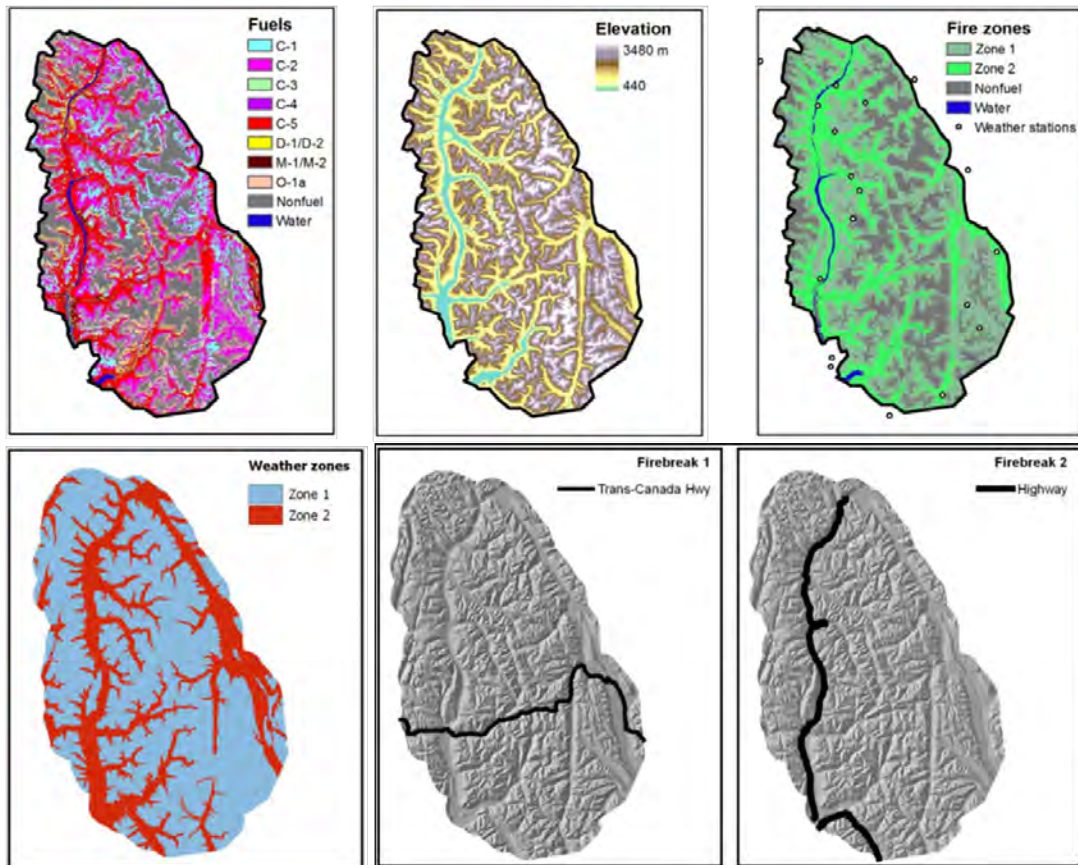 Fuels
C-1
C-2
C-3
C-4
C-5
D-1/D-2
M-1/M-2
O-1a
Nonfuel
Water
Elevation
3480 m
440
Fire zones
Zone 1
Zone 2
Nonfuel
Water
Weather stations
Weather zones
Zone 1
Zone 2
Firebreak 1
Trans-Canada Hwy
Firebreak 2
Highway